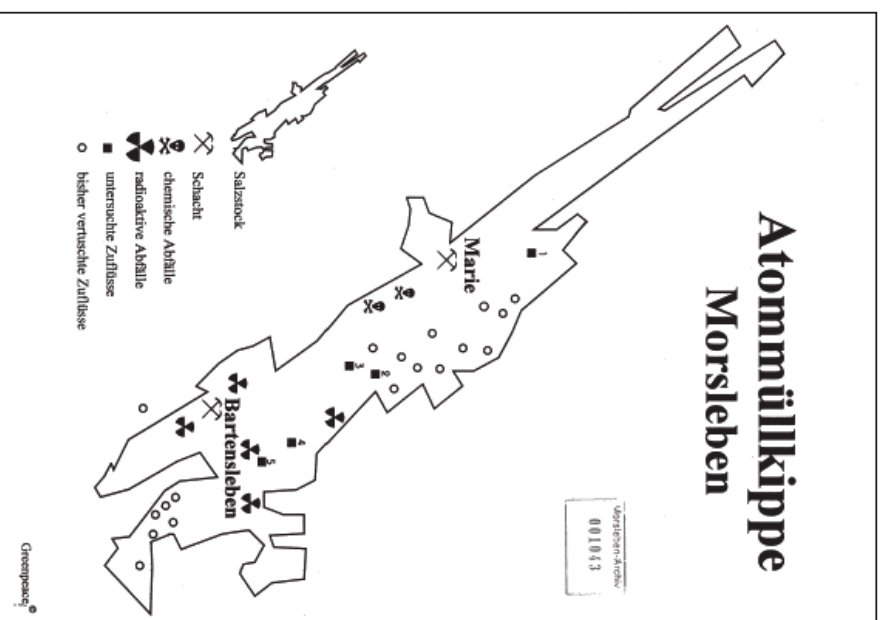 Atommüllkippe
Morsleben
Morsleben-Archiv
001043
1
Marie
2
3
4
5
Bartensleben
Salzstock
Schacht
chemische Abfälle
radioaktive Abfälle
untersuchte Zuflüsse
bisher vertuschte Zuflüsse
©
Greenpeace